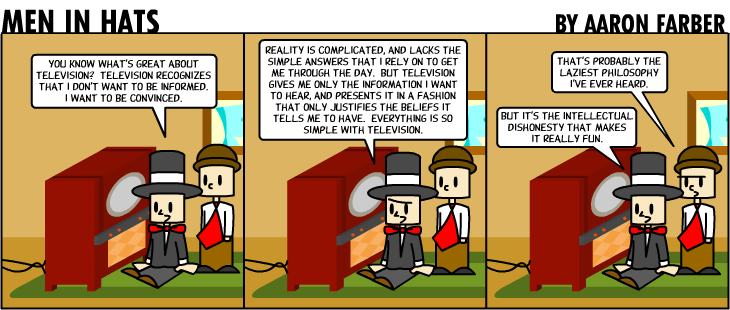 MEN IN HATS
BY AARON FARBER
YOU KNOW WHAT'S GREAT ABOUT
TELEVISION? TELEVISION RECOGNIZES
THAT I DON'T WANT TO BE INFORMED.
I WANT TO BE CONVINCED.
REALITY IS COMPLICATED, AND LACKS THE
SIMPLE ANSWERS THAT I RELY ON TO GET
ME THROUGH THE DAY. BUT TELEVISION
GIVES ME ONLY THE INFORMATION I WANT
TO HEAR, AND PRESENTS IT IN A FASHION
THAT ONLY JUSTIFIES THE BELIEFS IT
TELLS ME TO HAVE. EVERYTHING IS SO
SIMPLE WITH TELEVISION.
THAT'S PROBABLY THE
LAZIEST PHILOSOPHY
I'VE EVER HEARD.
BUT IT'S THE INTELLECTUAL
DISHONESTY THAT MAKES
IT REALLY FUN.